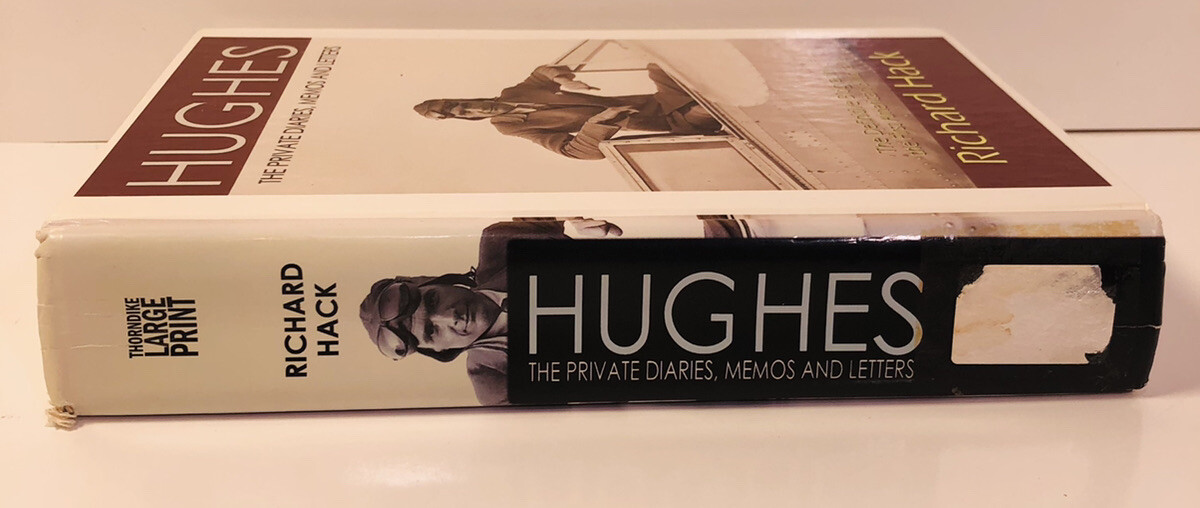 HUGHES
THE PRIVATE DIARIES, MEMOS AND LETTERS
Richard Hack
THORNDIKE
LARGE
PRINT
RICHARD
HACK
HUGHES
THE PRIVATE DIARIES, MEMOS AND LETTERS